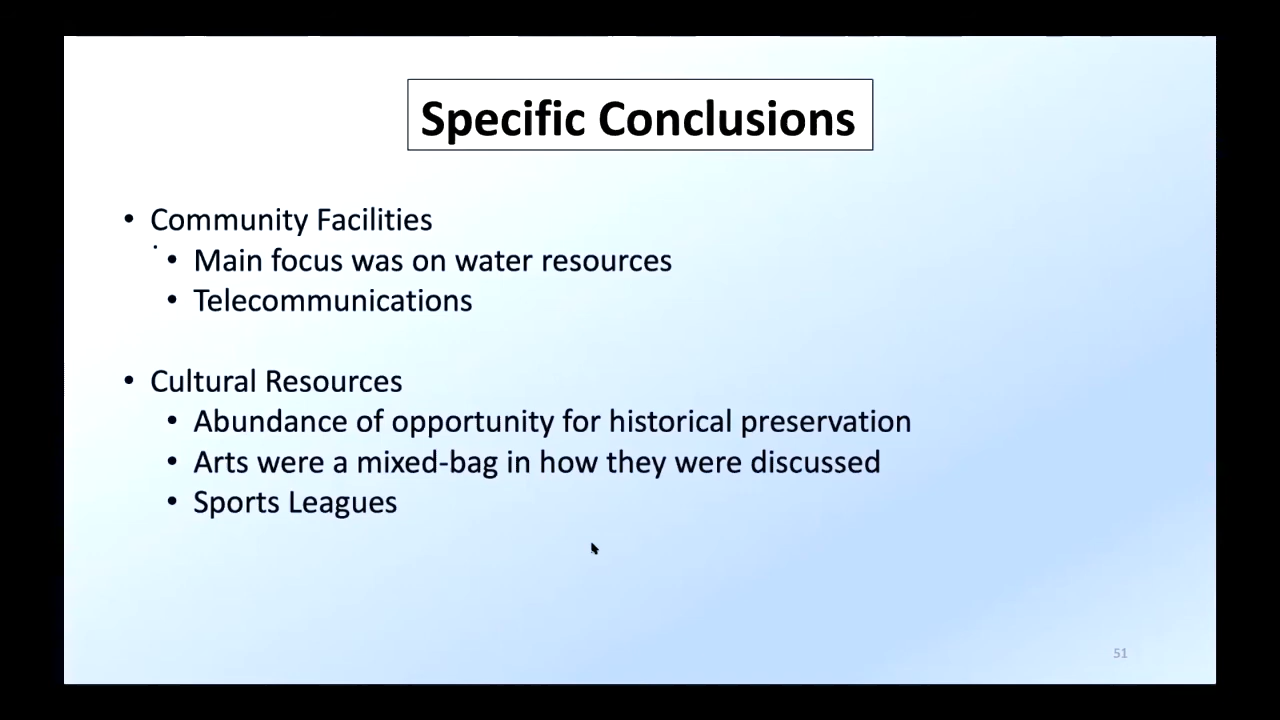 Specific Conclusions
• Community Facilities
• Main focus was on water resources
• Telecommunications
• Cultural Resources
• Abundance of opportunity for historical preservation
• Arts were a mixed-bag in how they were discussed
• Sports Leagues
51